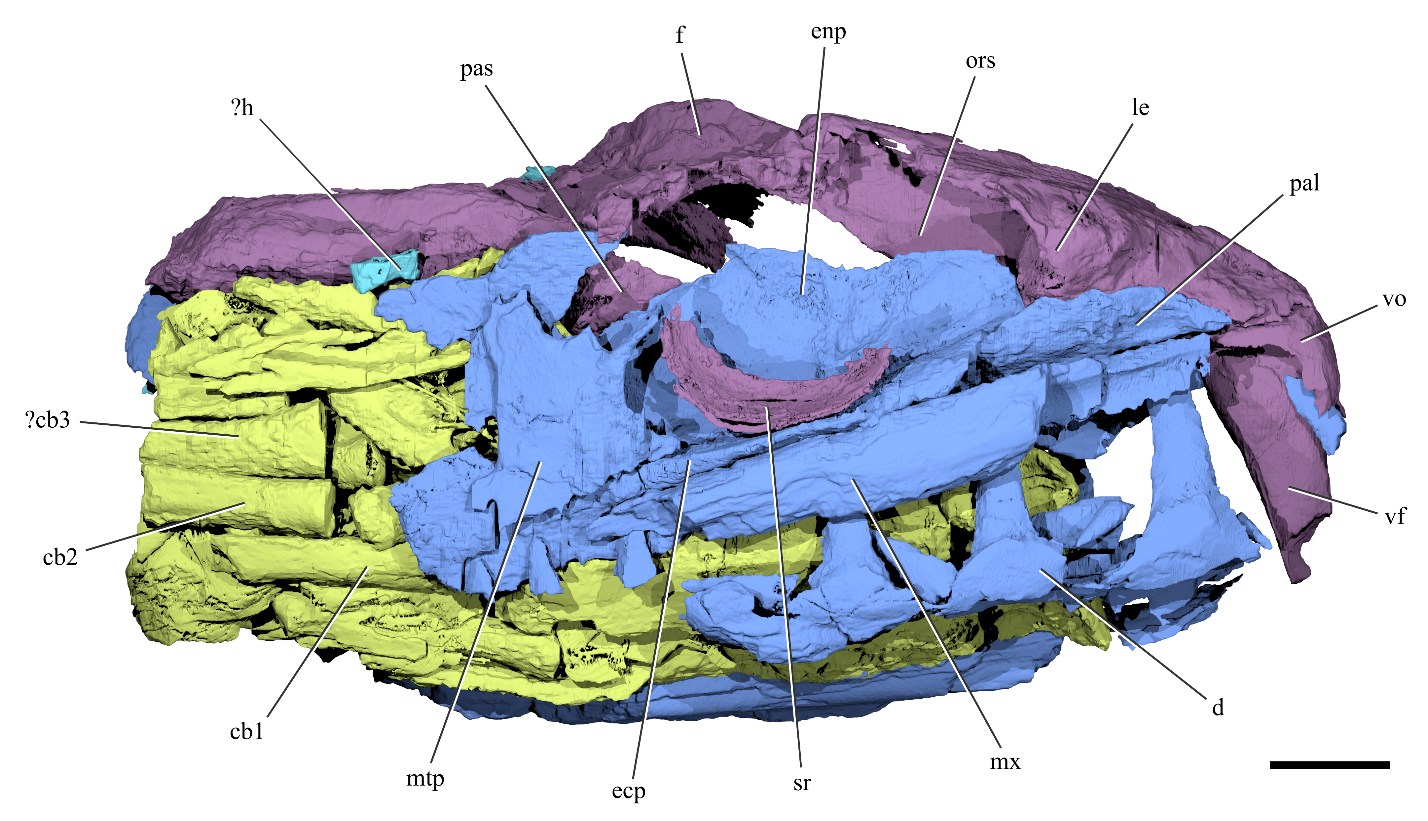 f
enp
ors
pas
le
?h
pal
vo
?cb3
vf
cb2
d
cb1
mx
mtp
sr
ecp